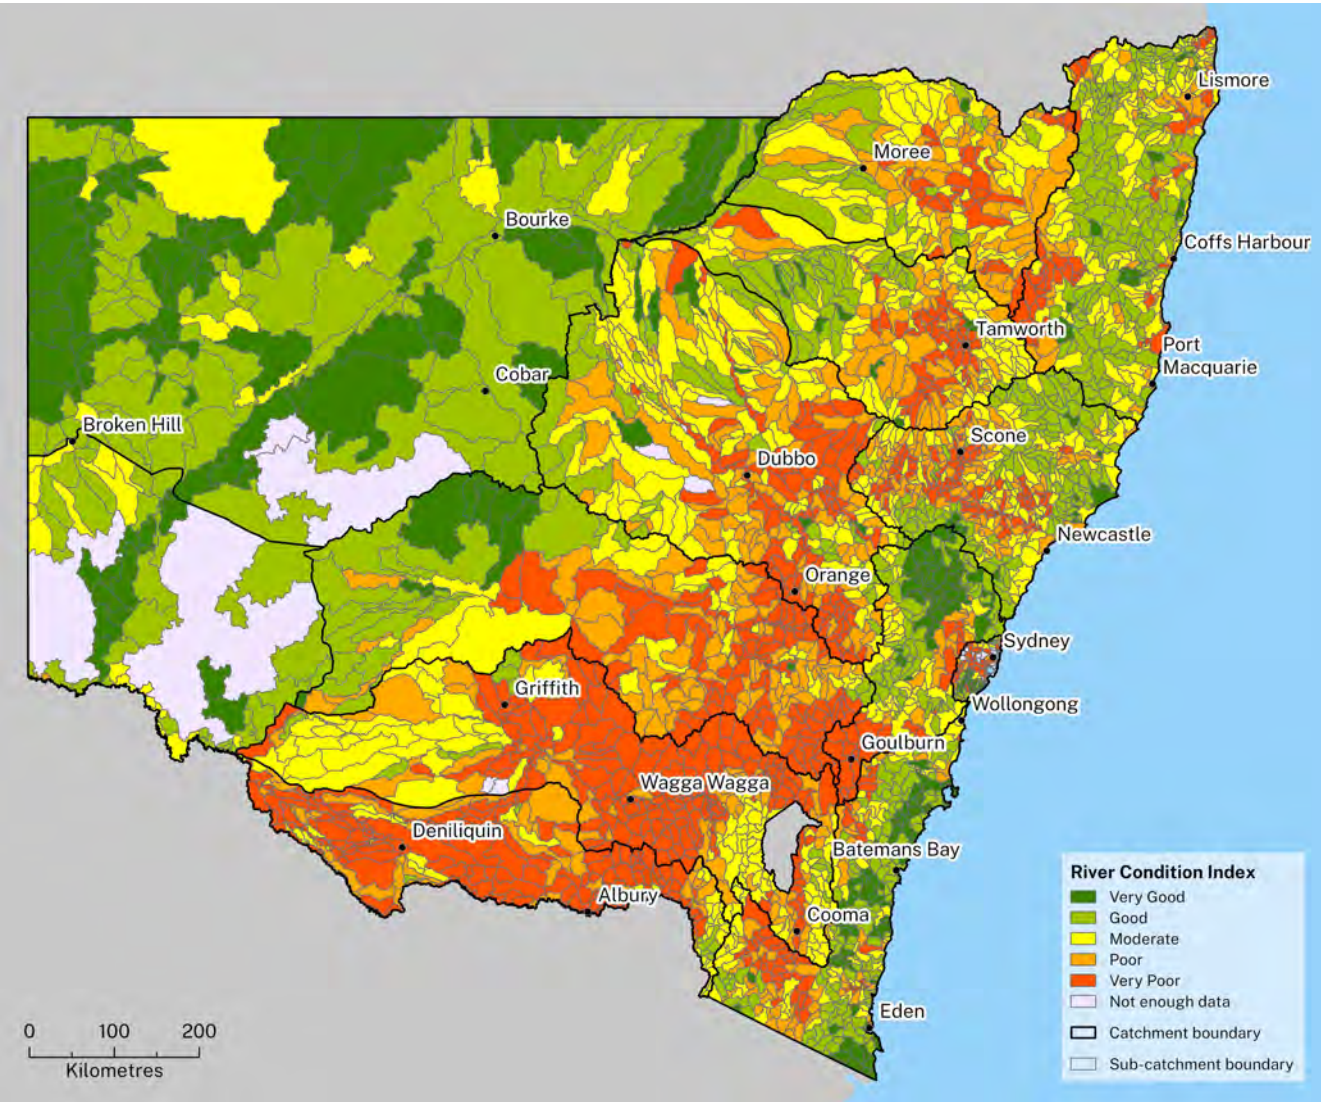 Lismore
Moree
Bourke
Coffs Harbour
Tamworth
Port
Macquarie
Cobar
Broken Hill
Scone
Dubbo
Newcastle
Orange
Sydney
Griffith
Wollongong
Goulburn
Wagga Wagga
Deniliquin
Batemans Bay
Albury
Cooma
Eden
River Condition Index
Very Good
Good
Moderate
Poor
Very Poor
Not enough data
Catchment boundary
Sub-catchment boundary
0 100 200
Kilometres